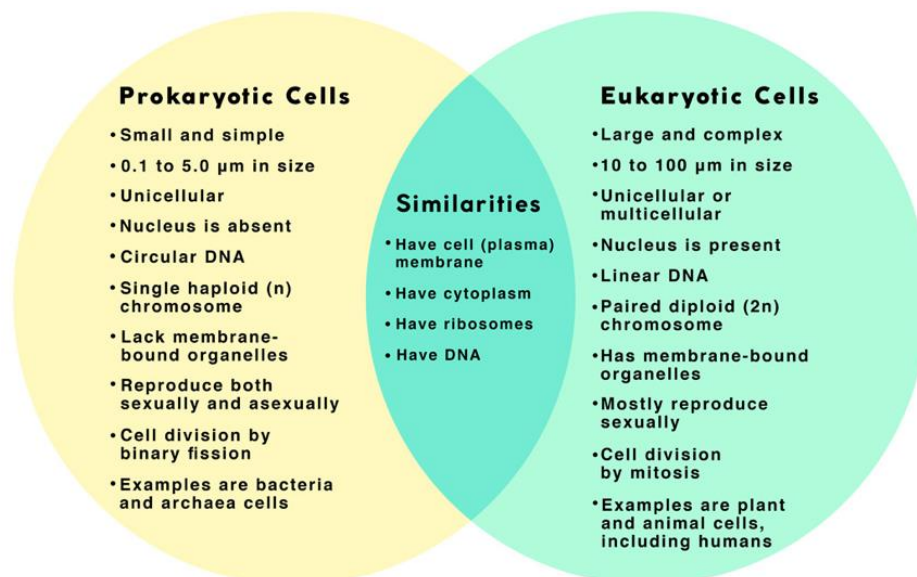 Prokaryotic Cells
•Small and simple
•0.1 to 5.0 µm in size
•Unicellular
•Nucleus is absent
•Circular DNA
•Single haploid (n)
chromosome
•Lack membrane-
bound organelles
•Reproduce both
sexually and asexually
•Cell division by
binary fission
•Examples are bacteria
and archaea cells
Similarities
•Have cell (plasma)
membrane
•Have cytoplasm
•Have ribosomes
•Have DNA
Eukaryotic Cells
•Large and complex
•10 to 100 µm in size
•Unicellular or
multicellular
•Nucleus is present
•Linear DNA
•Paired diploid (2n)
chromosome
•Has membrane-bound
organelles
•Mostly reproduce
sexually
•Cell division
by mitosis
•Examples are plant
and animal cells,
including humans